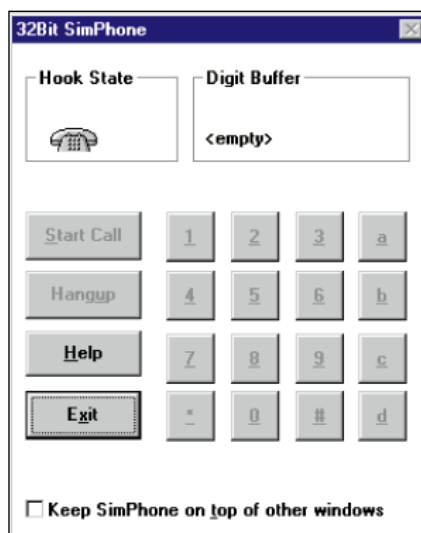 32Bit SimPhone
Hook State
Digit Buffer
<empty>
Start Call
1 2 3 a
Hangup
4 5 6 b
Help
7 8 9 c
Exit
* 0 # d
Keep SimPhone on top of other windows